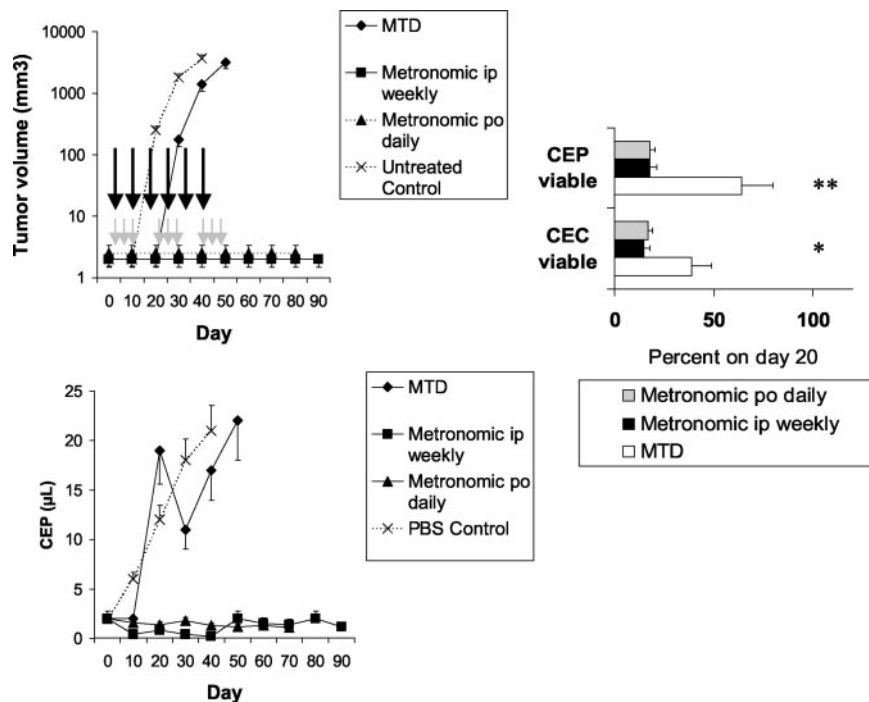 Tumor volume (mm3)
10000
1000
100
10
1
0 10 20 30 40 50 60 70 80 90
Day
MTD
Metronomic ip
weekly
Metronomic po
daily
Untreated
Control
CEP
viable
**
CEC
viable
*
0 50 100
Percent on day 20
Metronomic po daily
Metronomic ip weekly
MTD
CEP (µL)
25
20
15
10
5
0
0 10 20 30 40 50 60 70 80 90
Day
MTD
Metronomic ip
weekly
Metronomic po
daily
PBS Control